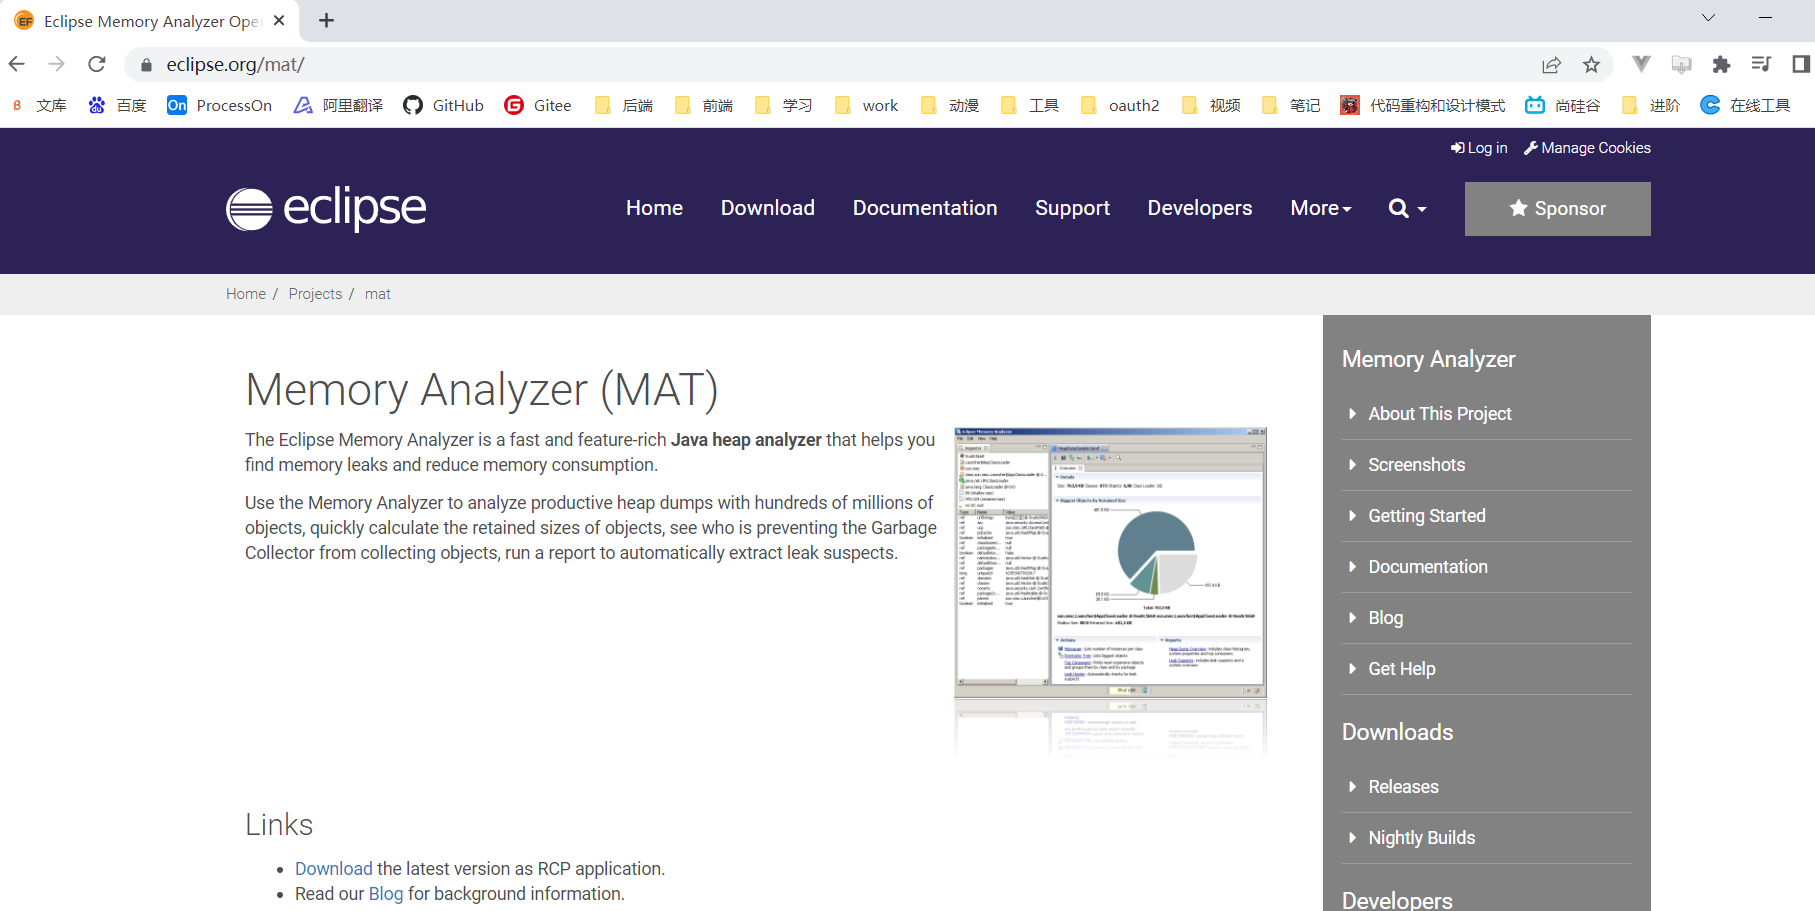 Eclipse Memory Analyzer Ope
eclipse.org/mat/
文库 百度 On ProcessOn 阿里翻译 GitHub Gitee 后端 前端 学习 work 动漫 工具 oauth2 视频 笔记 代码重构和设计模式 尚硅谷 进阶 在线工具
Log in Manage Cookies
eclipse Home Download Documentation Support Developers More Sponsor
Home / Projects / mat
Memory Analyzer (MAT)
The Eclipse Memory Analyzer is a fast and feature-rich Java heap analyzer that helps you
find memory leaks and reduce memory consumption.
Use the Memory Analyzer to analyze productive heap dumps with hundreds of millions of
objects, quickly calculate the retained sizes of objects, see who is preventing the Garbage
Collector from collecting objects, run a report to automatically extract leak suspects.
Links
Download the latest version as RCP application.
Read our Blog for background information.
Memory Analyzer
About This Project
Screenshots
Getting Started
Documentation
Blog
Get Help
Downloads
Releases
Nightly Builds
Developers